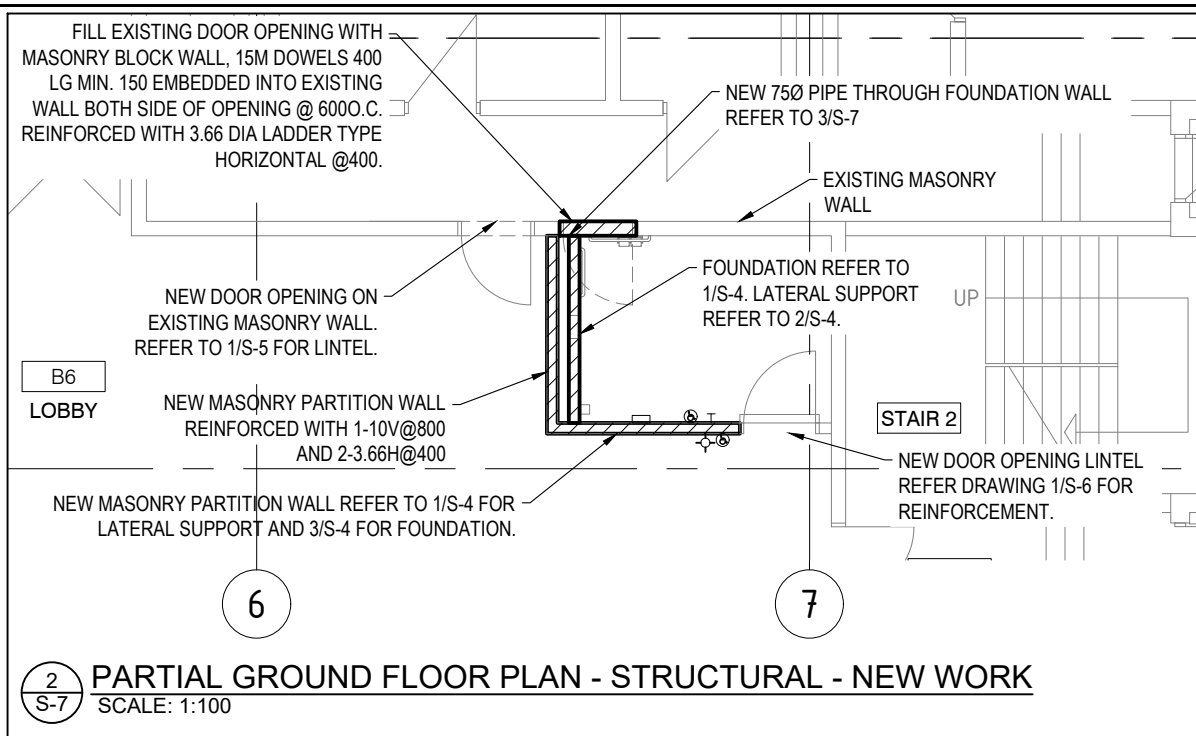 FILL EXISTING DOOR OPENING WITH
MASONRY BLOCK WALL, 15M DOWELS 400
LG MIN. 150 EMBEDDED INTO EXISTING
WALL BOTH SIDE OF OPENING @ 600O.C.
REINFORCED WITH 3.66 DIA LADDER TYPE
HORIZONTAL @400.
NEW 75Ø PIPE THROUGH FOUNDATION WALL
REFER TO 3/S-7
EXISTING MASONRY
WALL
FOUNDATION REFER TO
1/S-4. LATERAL SUPPORT
REFER TO 2/S-4.
UP
NEW DOOR OPENING ON
EXISTING MASONRY WALL.
REFER TO 1/S-5 FOR LINTEL.
B6
LOBBY
NEW MASONRY PARTITION WALL
REINFORCED WITH 1-10V@800
AND 2-3.66H@400
STAIR 2
NEW DOOR OPENING LINTEL
REFER DRAWING 1/S-6 FOR
REINFORCEMENT.
NEW MASONRY PARTITION WALL REFER TO 1/S-4 FOR
LATERAL SUPPORT AND 3/S-4 FOR FOUNDATION.
6
7
2
S-7
PARTIAL GROUND FLOOR PLAN - STRUCTURAL - NEW WORK
SCALE: 1:100